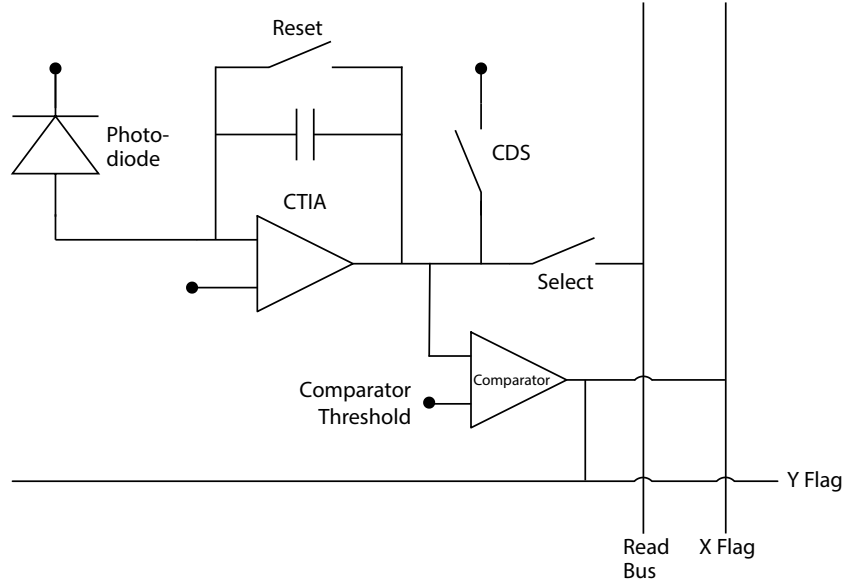 Reset
Photo-
diode
CDS
CTIA
Select
Comparator
Comparator
Threshold
Y Flag
Read
Bus
X Flag